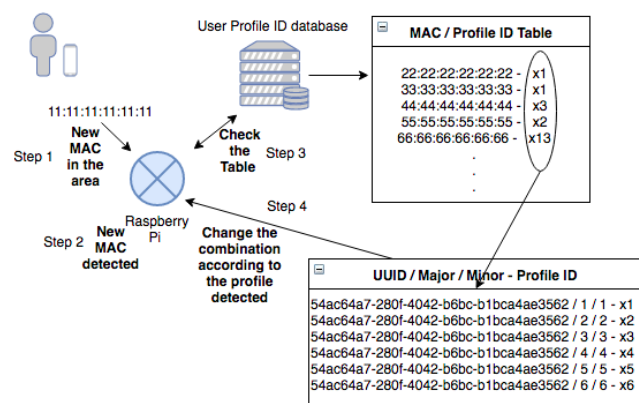 User Profile ID database
11:11:11:11:11:11
Step 1
New
MAC
in the
area
Step 2
New
MAC
detected
Raspberry
Pi
Check
the
Table
Step 3
Step 4
Change the
combination
according to
the profile
detected
MAC / Profile ID Table
22:22:22:22:22:22 - x1
33:33:33:33:33:33 - x1
44:44:44:44:44:44 - x3
55:55:55:55:55:55 - x2
66:66:66:66:66:66 - x13
.
.
.
UUID / Major / Minor - Profile ID
54ac64a7-280f-4042-b6bc-b1bca4ae3562 / 1 / 1 - x1
54ac64a7-280f-4042-b6bc-b1bca4ae3562 / 2 / 2 - x2
54ac64a7-280f-4042-b6bc-b1bca4ae3562 / 3 / 3 - x3
54ac64a7-280f-4042-b6bc-b1bca4ae3562 / 4 / 4 - x4
54ac64a7-280f-4042-b6bc-b1bca4ae3562 / 5 / 5 - x5
54ac64a7-280f-4042-b6bc-b1bca4ae3562 / 6 / 6 - x6